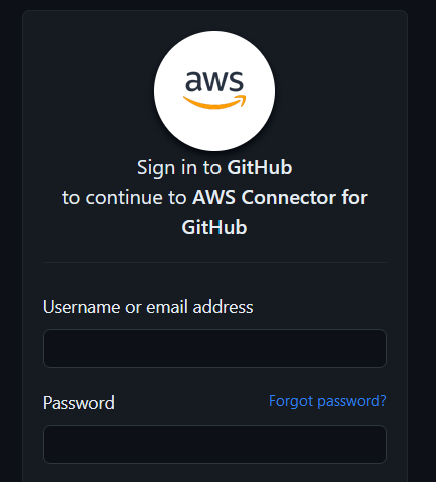 aws
Sign in to GitHub
to continue to AWS Connector for
GitHub
Username or email address
Password
Forgot password?